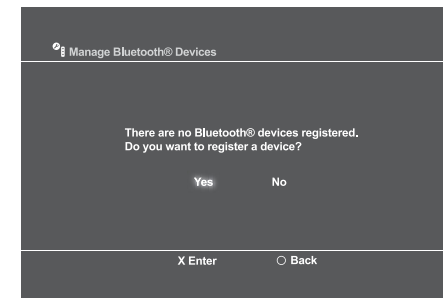 Manage Bluetooth® Devices
There are no Bluetooth® devices registered.
Do you want to register a device?
Yes No
X Enter ○ Back